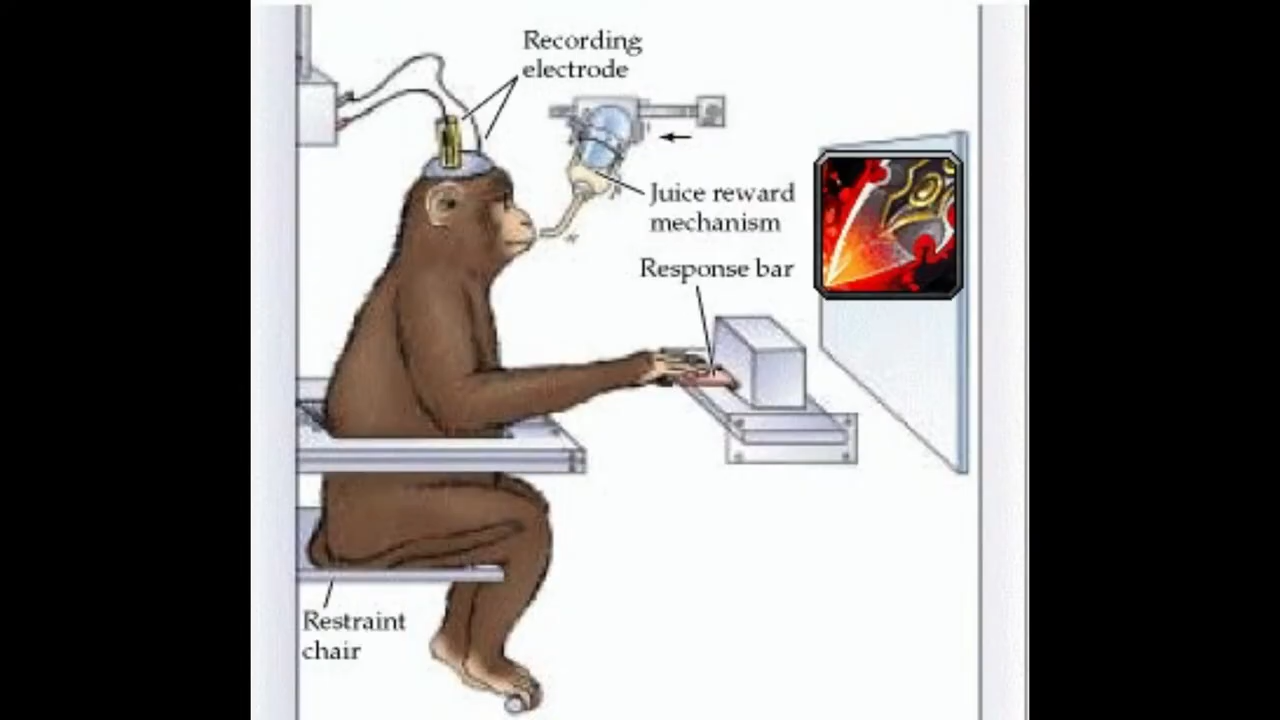 Recording
electrode
Juice reward
mechanism
Response bar
Restraint
chair